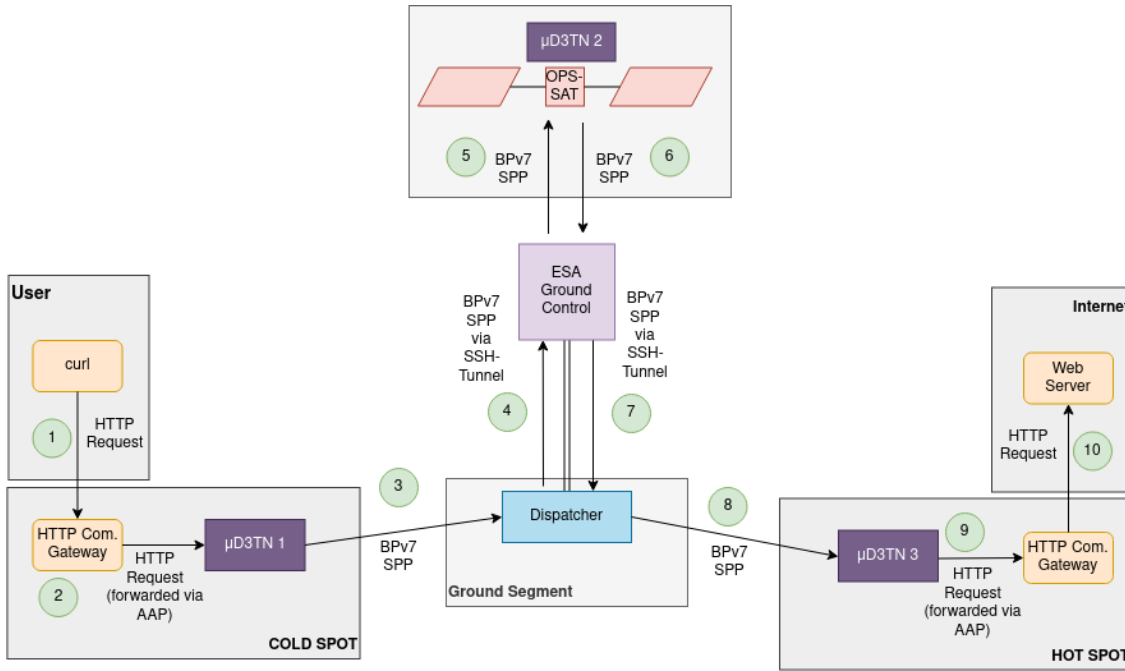 µD3TN 2
OPS-
SAT
5
BPv7
SPP
BPv7
SPP
6
ESA
Ground
Control
BPv7
SPP
via
SSH-
Tunnel
BPv7
SPP
via
SSH-
Tunnel
4
7
User
curl
1
HTTP
Request
Internet
Web
Server
HTTP
Request
10
3
8
HTTP Com.
Gateway
2
HTTP
Request
(forwarded via
AAP)
µD3TN 1
COLD SPOT
BPv7
SPP
Dispatcher
Ground Segment
BPv7
SPP
µD3TN 3
9
HTTP
Request
(forwarded via
AAP)
HTTP Com.
Gateway
HOT SPOT